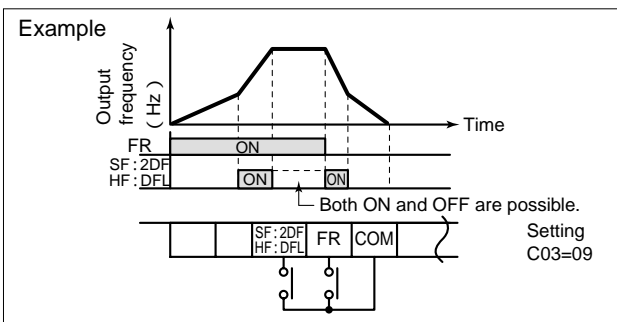 Example
Output
frequency
( Hz )
Time
FR
ON
SF : 2DF
HF : DFL
ON
ON
Both ON and OFF are possible.
SF : 2DF
HF : DFL
FR
COM
Setting
C03=09